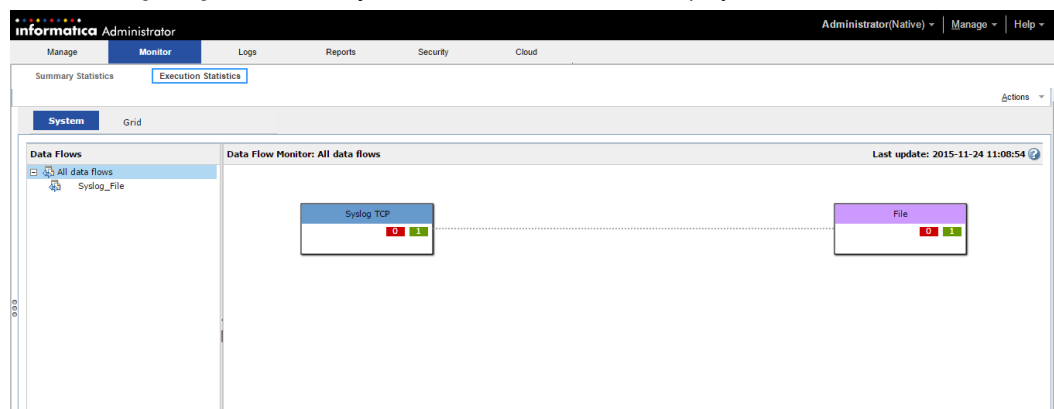 informatica Administrator
Administrator(Native) Manage Help
Manage Monitor Logs Reports Security Cloud
Summary Statistics Execution Statistics
Actions
System Grid
Data Flows
Data Flow Monitor: All data flows
Last update: 2015-11-24 11:08:54
All data flows
Syslog_File
Syslog TCP
0 1
File
0 1